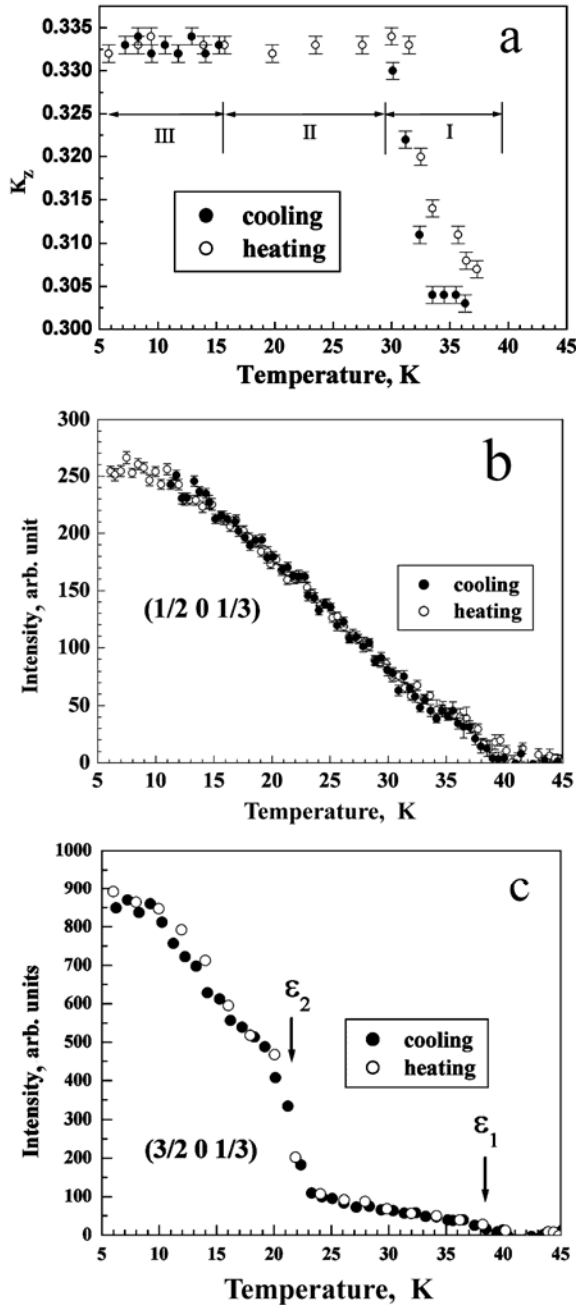 a
0.335
0.330
0.325
0.320
0.315
0.310
0.305
0.300
K_z
III
II
I
cooling
heating
5 10 15 20 25 30 35 40 45
Temperature, K
b
300
250
200
150
100
50
0
Intensity, arb. unit
(1/2 0 1/3)
cooling
heating
5 10 15 20 25 30 35 40 45
Temperature, K
c
1000
900
800
700
600
500
400
300
200
100
0
Intensity, arb. units
ε₂
cooling
heating
(3/2 0 1/3)
ε₁
5 10 15 20 25 30 35 40 45
Temperature, K